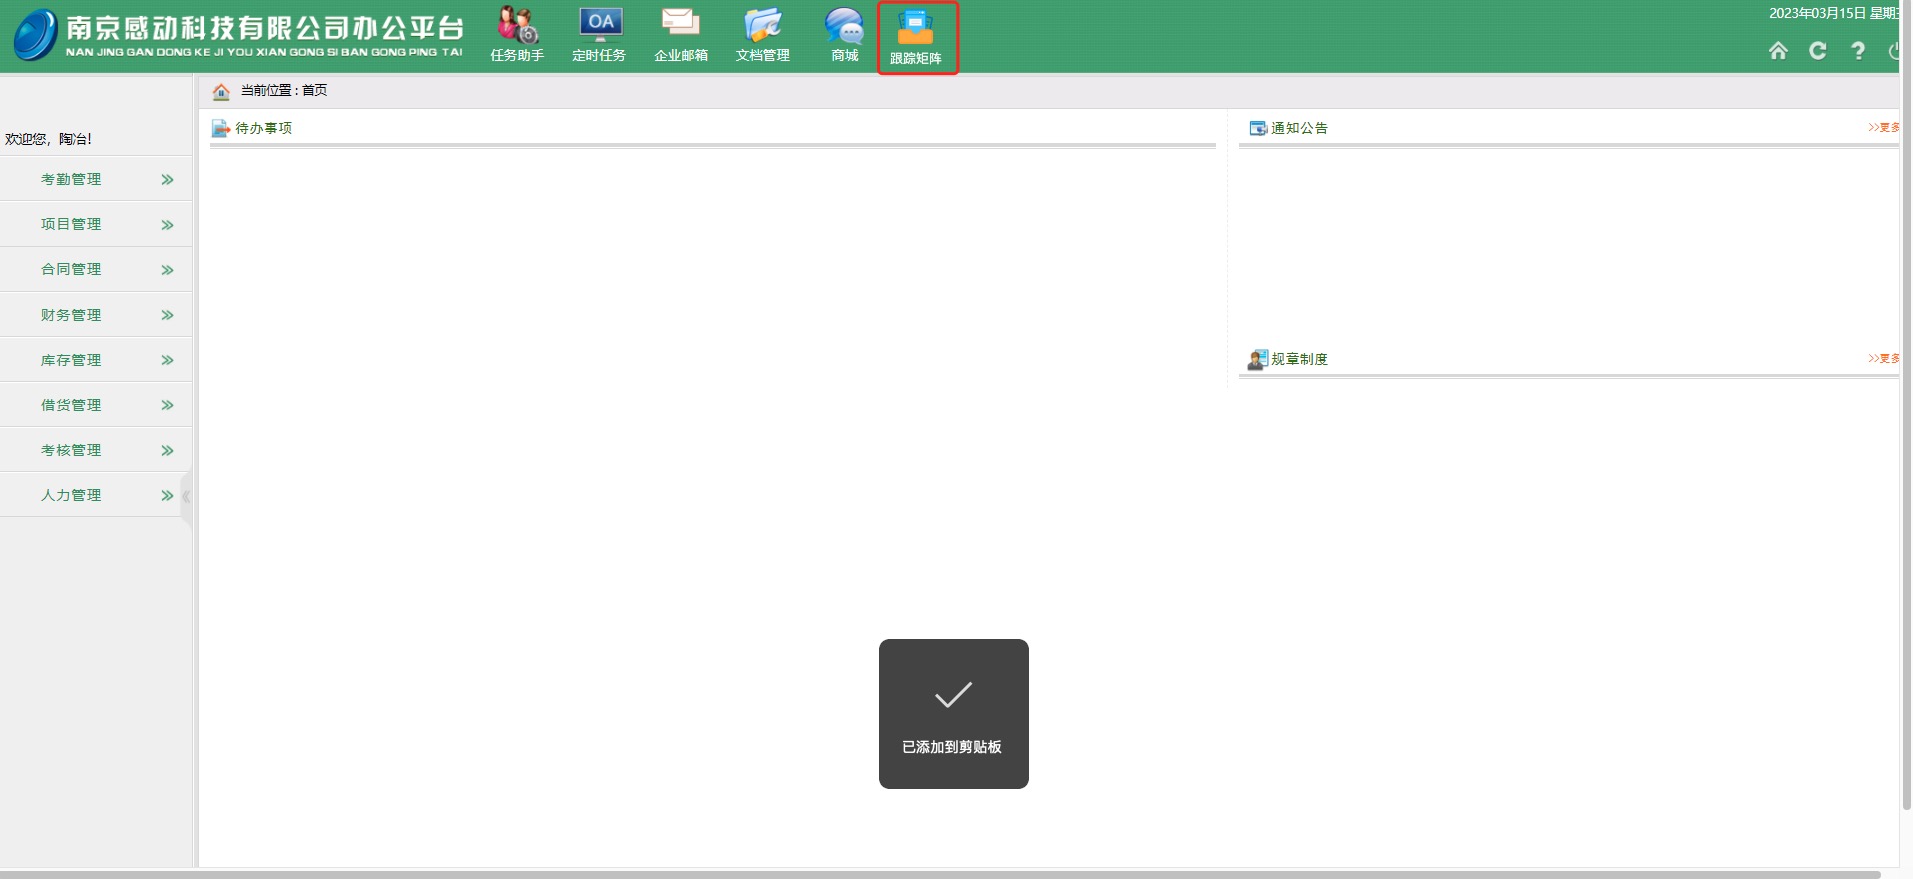 南京感动科技有限公司办公平台
NAN JING GAN DONG KE JI YOU XIAN GONG SI BAN GONG PING TAI
任务助手
OA
定时任务
企业邮箱
文档管理
商城
跟踪矩阵
2023年03月15日 星期
当前位置 : 首页
欢迎您，陶冶!
考勤管理
项目管理
合同管理
财务管理
库存管理
借货管理
考核管理
人力管理
待办事项
通知公告
>>更多
规章制度
>>更多
已添加到剪贴板